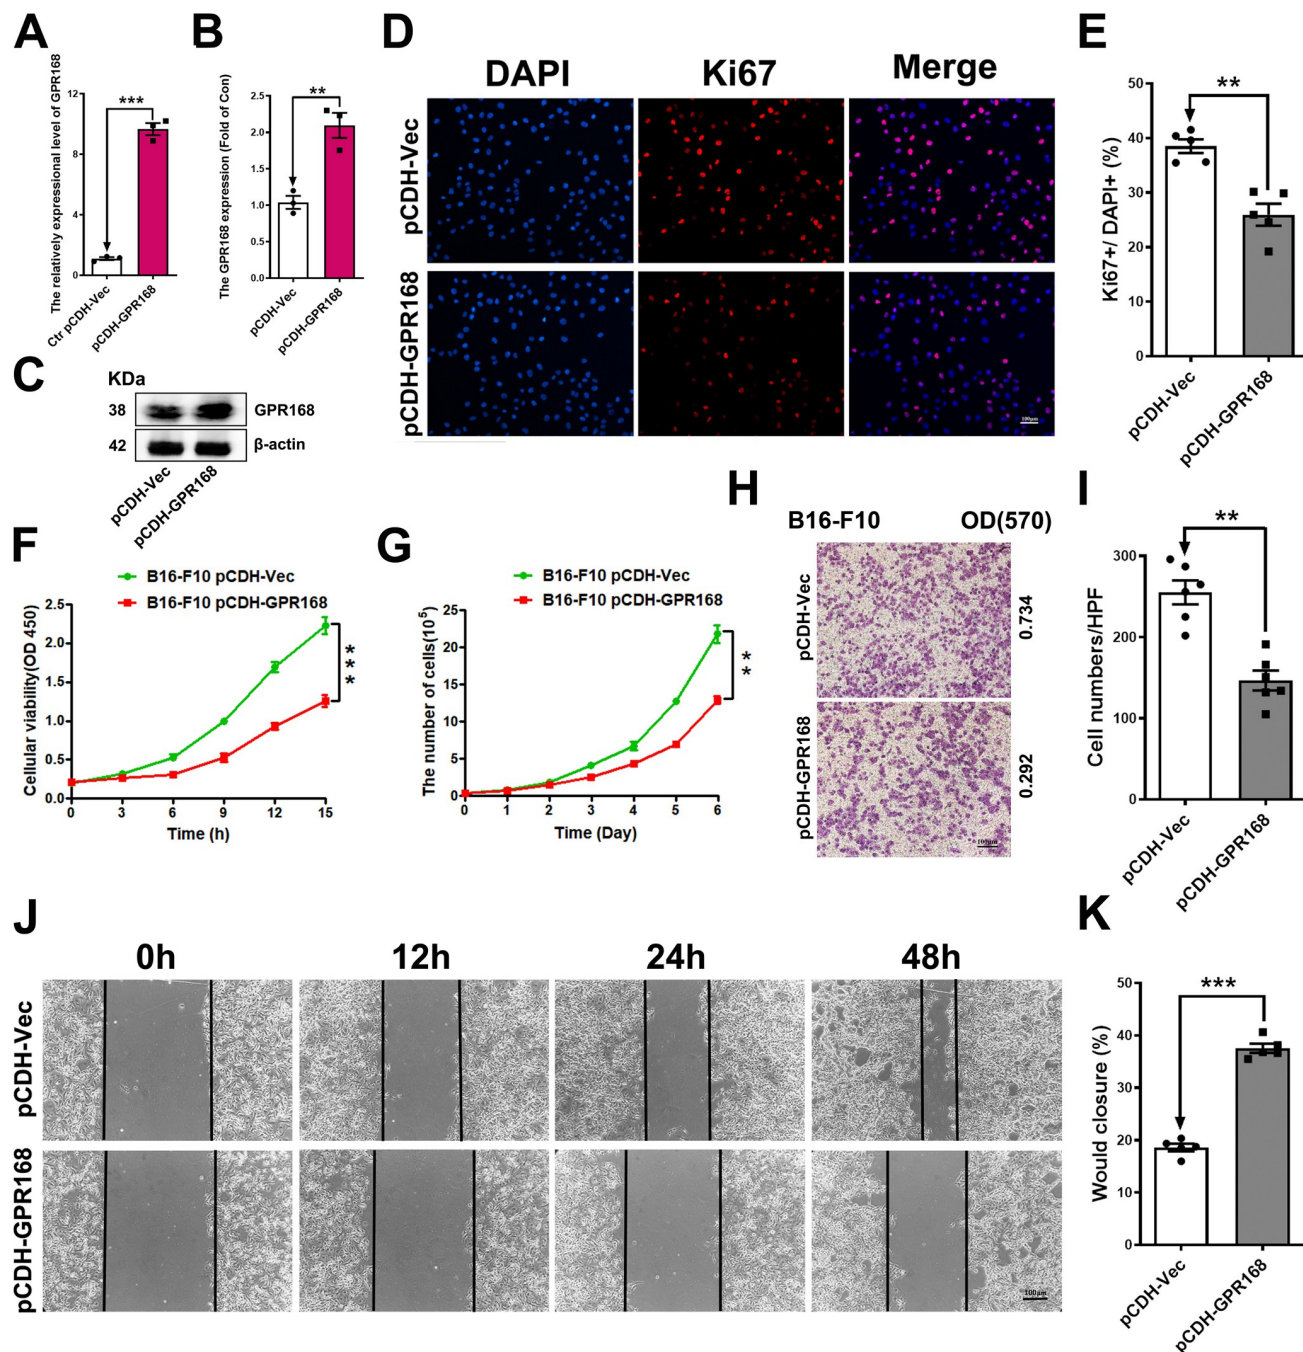 A
The relatively expressional level of GPR168
12
8
4
0
***
Ctr pCDH-Vec
pCDH-GPR168
B
The GPR168 expression (Fold of Con)
2.5
2.0
1.5
1.0
0.5
0.0
**
pCDH-Vec
pCDH-GPR168
C
KDa
38
GPR168
42
β-actin
pCDH-Vec
pCDH-GPR168
D
DAPI
Ki67
Merge
pCDH-Vec
pCDH-GPR168
100μm
E
Ki67+/ DAPI+ (%)
50
40
30
20
10
0
**
pCDH-Vec
pCDH-GPR168
F
B16-F10 pCDH-Vec
B16-F10 pCDH-GPR168
Cellular viability(OD 450)
2.5
2.0
1.5
1.0
0.5
0.0
***
0 3 6 9 12 15
Time (h)
G
B16-F10 pCDH-Vec
B16-F10 pCDH-GPR168
The number of cells(10⁵)
25
20
15
10
5
0
**
0 1 2 3 4 5 6
Time (Day)
H
B16-F10 OD(570)
pCDH-Vec
0.734
pCDH-GPR168
0.292
100μm
I
Cell numbers/HPF
300
200
100
0
**
pCDH-Vec
pCDH-GPR168
J
0h 12h 24h 48h
pCDH-Vec
pCDH-GPR168
100μm
K
Would closure (%)
50
40
30
20
10
0
***
pCDH-Vec
pCDH-GPR168